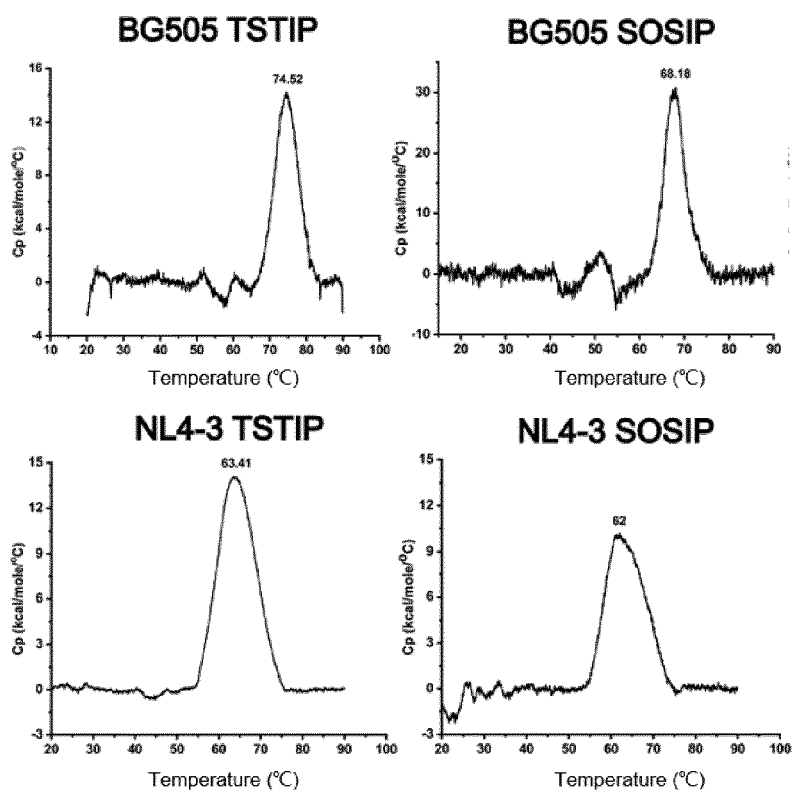 BG505 TSTIP
74.52
Cp (kcal/mole/°C)
16
12
8
4
0
-4
10 20 30 40 50 60 70 80 90 100
Temperature (℃)
BG505 SOSIP
68.18
Cp (kcal/mole/°C)
30
20
10
0
-10
20 30 40 50 60 70 80 90
Temperature (℃)
NL4-3 TSTIP
63.41
Cp (kcal/mole/°C)
15
12
9
6
3
0
-3
20 30 40 50 60 70 80 90 100
Temperature (℃)
NL4-3 SOSIP
62
Cp (kcal/mole/°C)
15
12
9
6
3
0
-3
20 30 40 50 60 70 80 90 100
Temperature (℃)